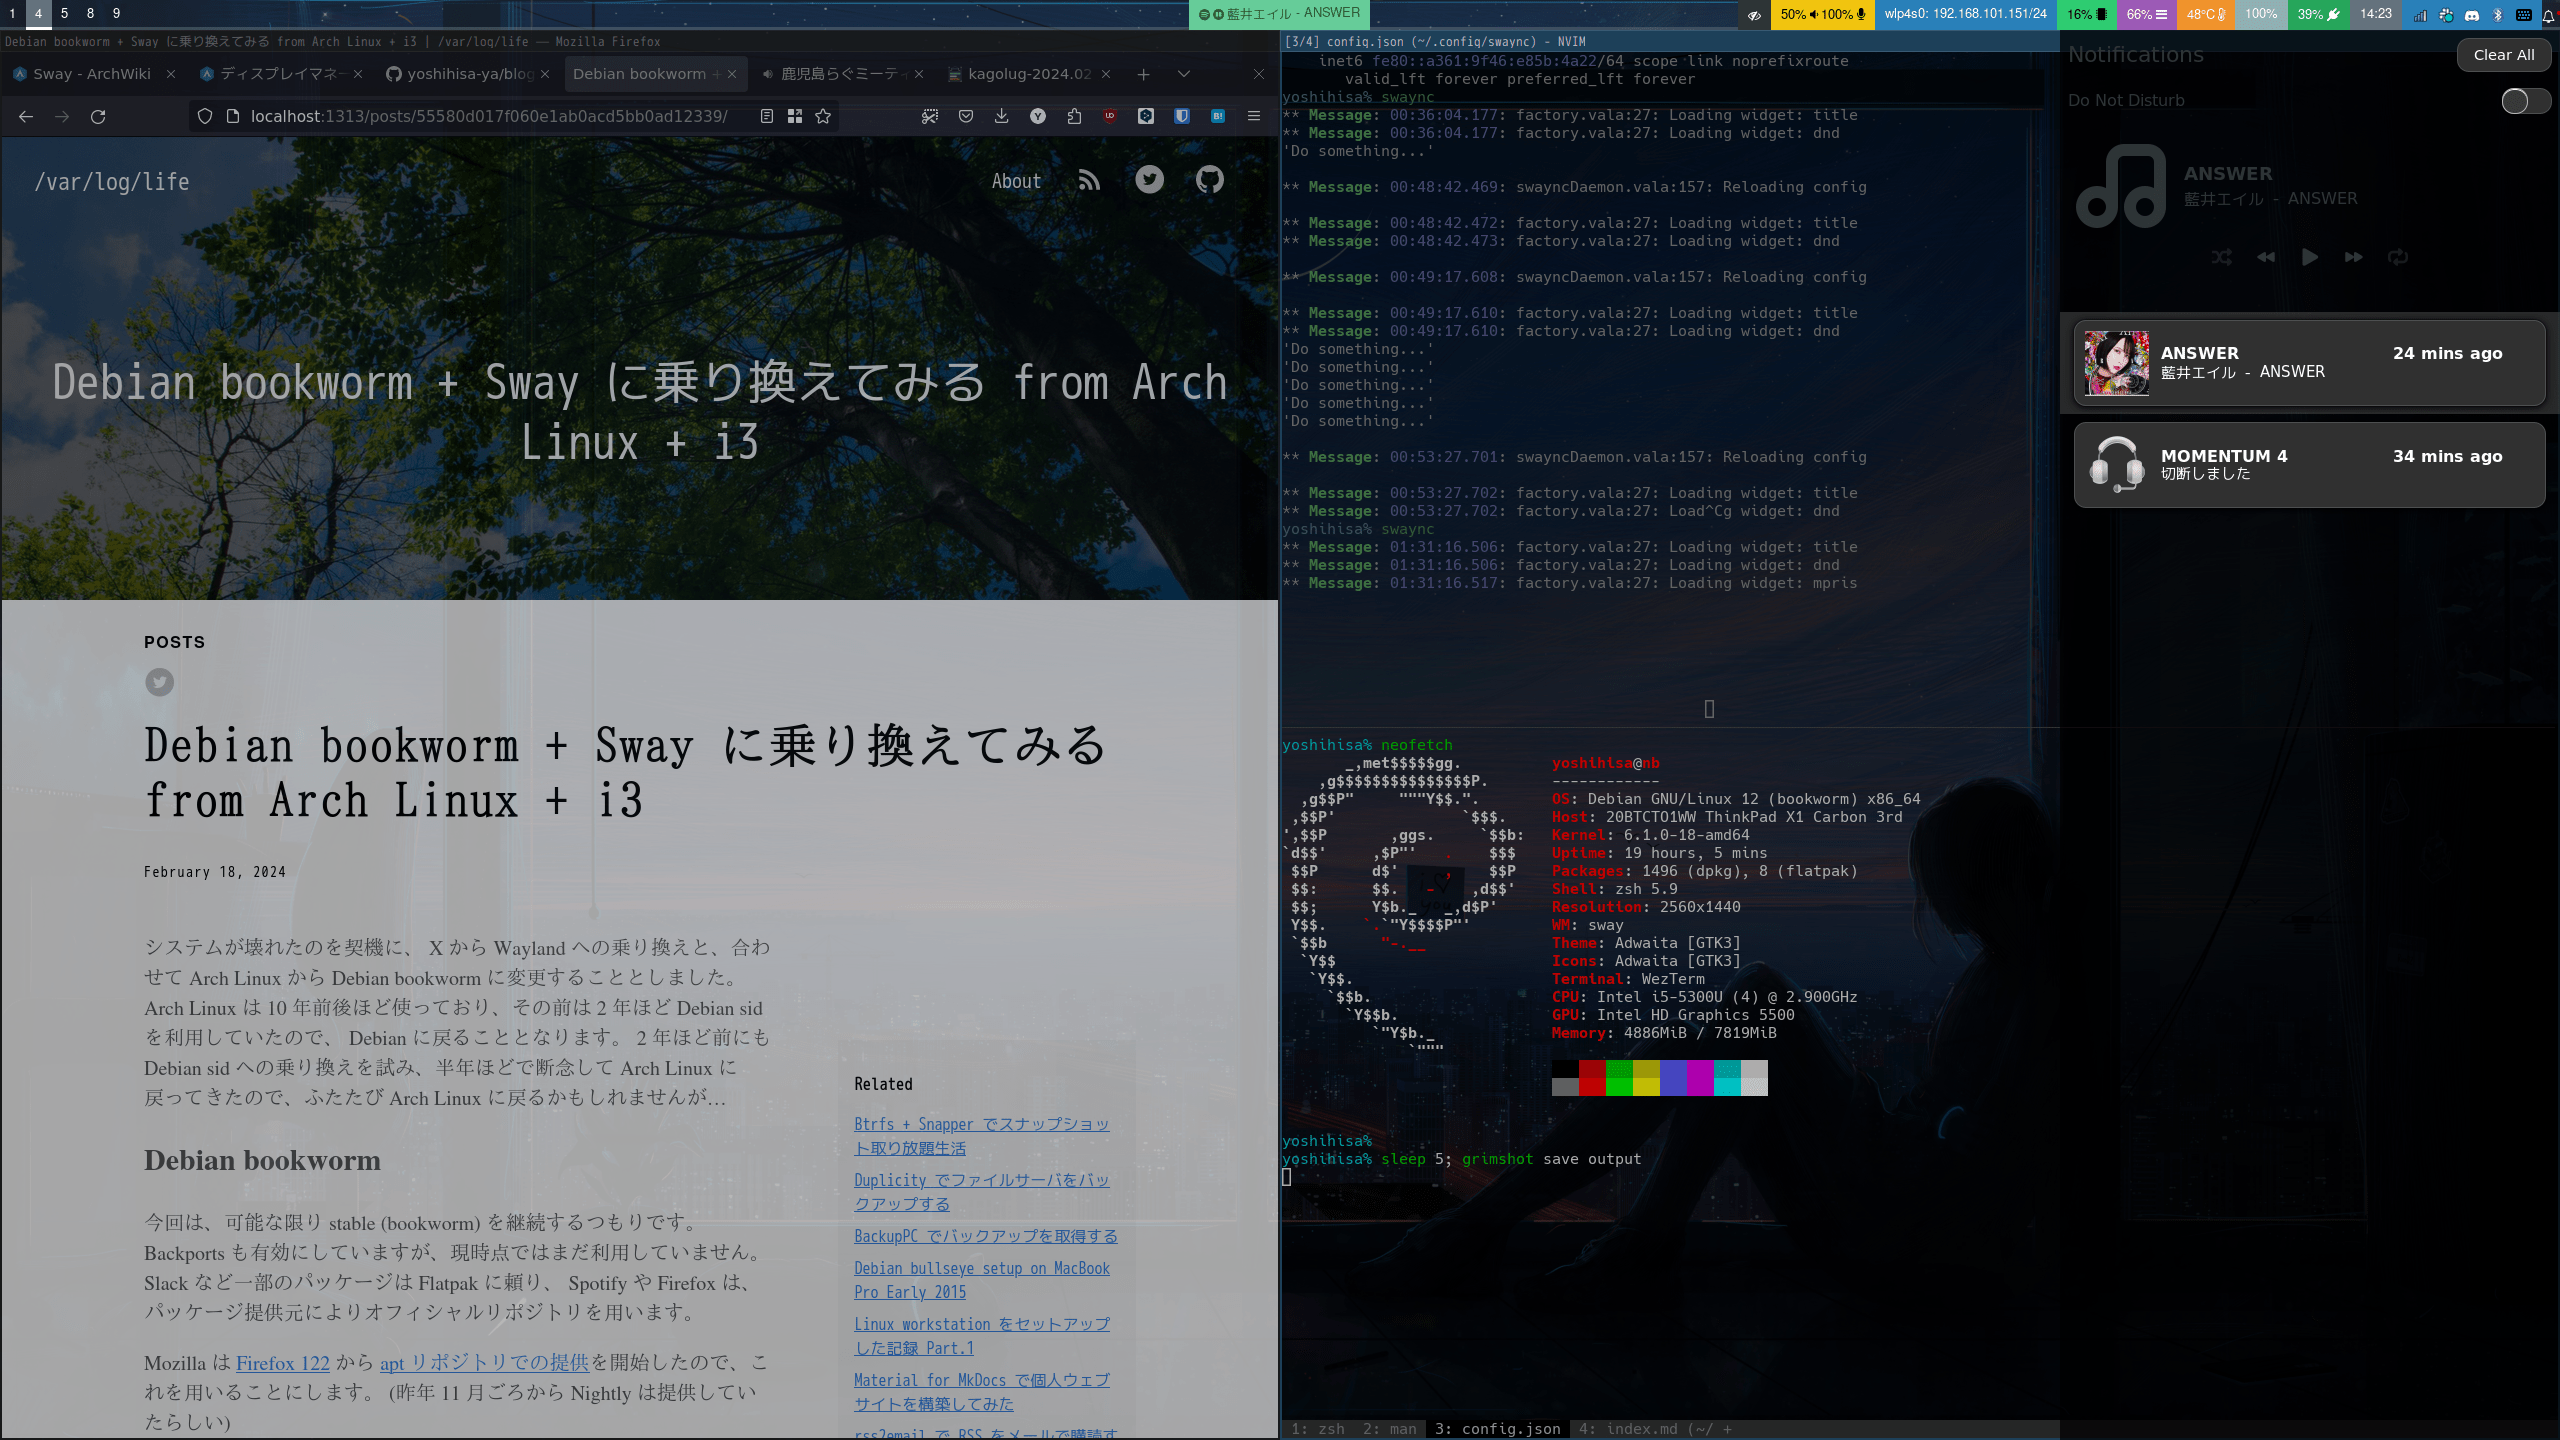 1 4 5 8 9
藍井エイル - ANSWER
50% 100% wlp4s0: 192.168.101.151/24 16% 66% 48°C 100% 39% 14:23
Debian bookworm + Sway に乗り換えてみる from Arch Linux + i3 | /var/log/life — Mozilla Firefox
Sway - ArchWiki
ディスプレイマネー
yoshihisa-ya/blog
Debian bookworm +
鹿児島らぐミーティ
kagolug-2024.02
localhost:1313/posts/55580d017f060e1ab0acd5bb0ad12339/
/var/log/life
About
Debian bookworm + Sway に乗り換えてみる from Arch
Linux + i3
POSTS
Debian bookworm + Sway に乗り換えてみる
from Arch Linux + i3
February 18, 2024
システムが壊れたのを契機に、 X から Wayland への乗り換えと、合わ
せて Arch Linux から Debian bookworm に変更することとしました。
Arch Linux は 10 年前後ほど使っており、その前は 2 年ほど Debian sid
を利用していたので、 Debian に戻ることとなります。 2 年ほど前にも
Debian sid への乗り換えを試み、半年ほどで断念して Arch Linux に
戻ってきたので、ふたたび Arch Linux に戻るかもしれませんが…
Debian bookworm
今回は、可能な限り stable (bookworm) を継続するつもりです。
Backports も有効にしていますが、現時点ではまだ利用していません。
Slack など一部のパッケージは Flatpak に頼り、 Spotify や Firefox は、
パッケージ提供元によりオフィシャルリポジトリを用います。
Mozilla は Firefox 122 から apt リポジトリでの提供を開始したので、こ
れを用いることにします。 (昨年 11 月ごろから Nightly は提供してい
たらしい)
Related
Btrfs + Snapper でスナップショッ
ト取り放題生活
Duplicity でファイルサーバをバッ
クアップする
BackupPC でバックアップを取得する
Debian bullseye setup on MacBook
Pro Early 2015
Linux workstation をセットアップ
した記録 Part.1
Material for MkDocs で個人ウェブ
サイトを構築してみた
rss2email で RSS をメールで購読す
[3/4] config.json (~/.config/swaync) - NVIM
inet6 fe80::a361:9f46:e85b:4a22/64 scope link noprefixroute
valid_lft forever preferred_lft forever
yoshihisa% swaync
** Message: 00:36:04.177: factory.vala:27: Loading widget: title
** Message: 00:36:04.177: factory.vala:27: Loading widget: dnd
'Do something...'
** Message: 00:48:42.469: swayncDaemon.vala:157: Reloading config
** Message: 00:48:42.472: factory.vala:27: Loading widget: title
** Message: 00:48:42.473: factory.vala:27: Loading widget: dnd
** Message: 00:49:17.608: swayncDaemon.vala:157: Reloading config
** Message: 00:49:17.610: factory.vala:27: Loading widget: title
** Message: 00:49:17.610: factory.vala:27: Loading widget: dnd
'Do something...'
'Do something...'
'Do something...'
'Do something...'
'Do something...'
** Message: 00:53:27.701: swayncDaemon.vala:157: Reloading config
** Message: 00:53:27.702: factory.vala:27: Loading widget: title
** Message: 00:53:27.702: factory.vala:27: Load^Cg widget: dnd
yoshihisa% swaync
** Message: 01:31:16.506: factory.vala:27: Loading widget: title
** Message: 01:31:16.506: factory.vala:27: Loading widget: dnd
** Message: 01:31:16.517: factory.vala:27: Loading widget: mpris
yoshihisa% neofetch
yoshihisa@nb
------------
OS: Debian GNU/Linux 12 (bookworm) x86_64
Host: 20BTCTO1WW ThinkPad X1 Carbon 3rd
Kernel: 6.1.0-18-amd64
Uptime: 19 hours, 5 mins
Packages: 1496 (dpkg), 8 (flatpak)
Shell: zsh 5.9
Resolution: 2560x1440
WM: sway
Theme: Adwaita [GTK3]
Icons: Adwaita [GTK3]
Terminal: WezTerm
CPU: Intel i5-5300U (4) @ 2.900GHz
GPU: Intel HD Graphics 5500
Memory: 4886MiB / 7819MiB
yoshihisa%
yoshihisa% sleep 5; grimshot save output
1: zsh 2: man 3: config.json 4: index.md (~/ +
Notifications
Clear All
Do Not Disturb
ANSWER
藍井エイル - ANSWER
ANSWER 24 mins ago
藍井エイル - ANSWER
MOMENTUM 4 34 mins ago
切断しました